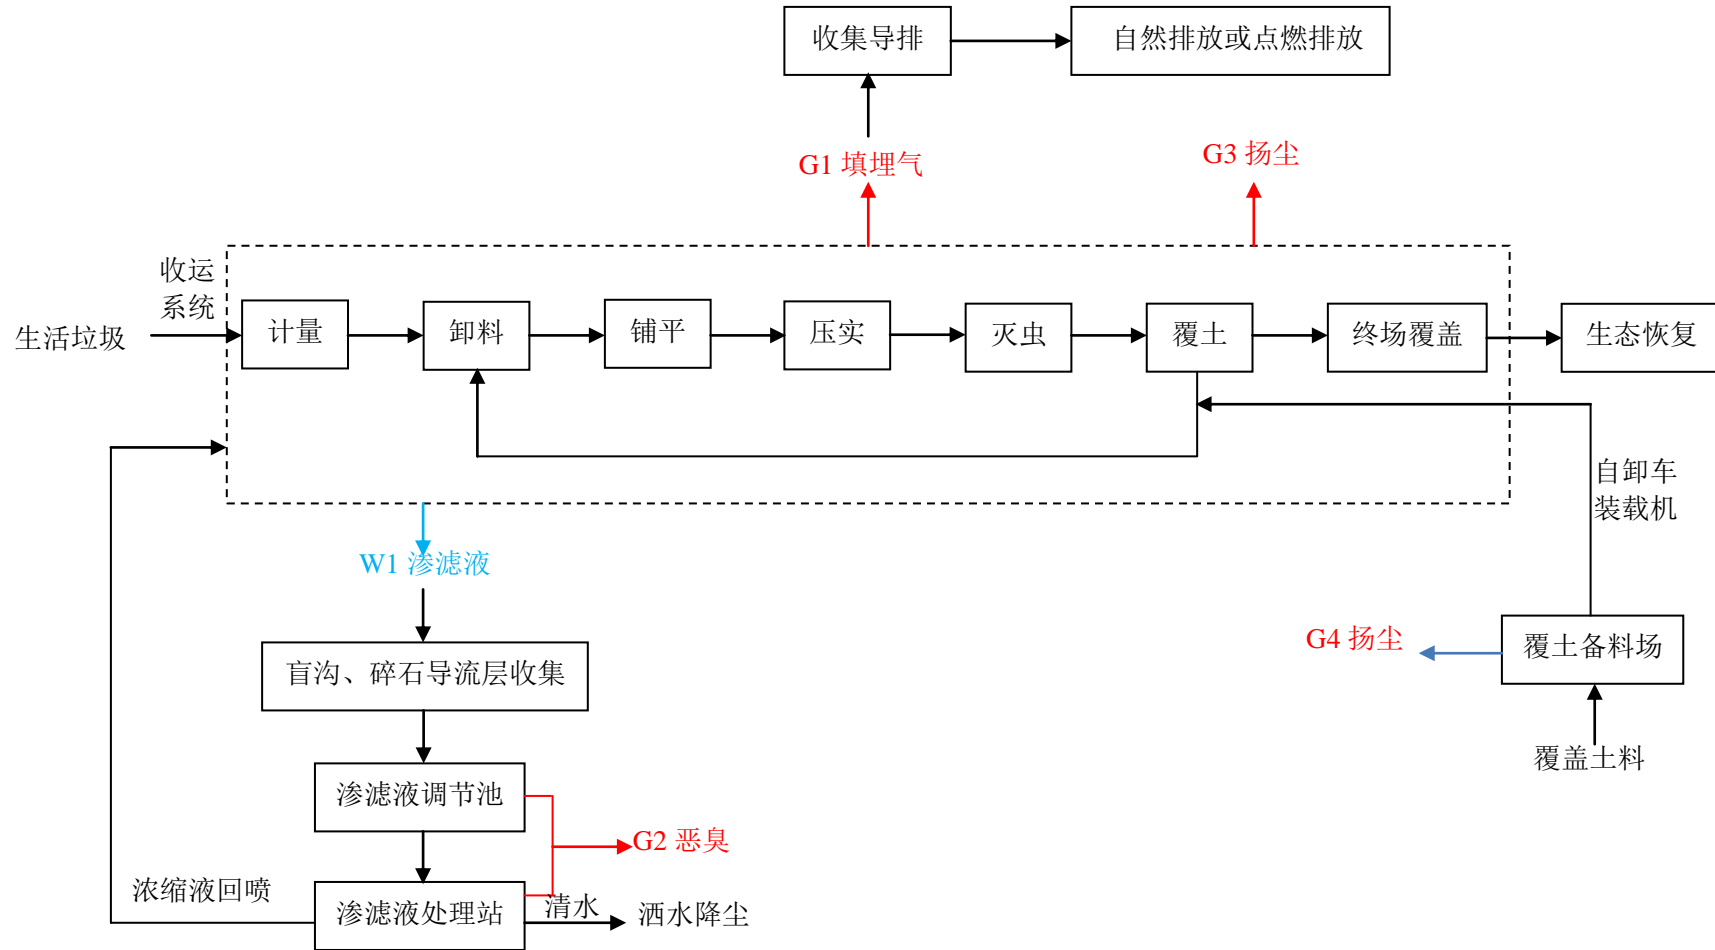 收集导排
自然排放或点燃排放
G1 填埋气
G3 扬尘
收运
系统
生活垃圾
计量
卸料
铺平
压实
灭虫
覆土
终场覆盖
生态恢复
自卸车
装载机
W1 渗滤液
盲沟、碎石导流层收集
G4 扬尘
覆土备料场
覆盖土料
渗滤液调节池
G2 恶臭
浓缩液回喷
渗滤液处理站
清水
洒水降尘